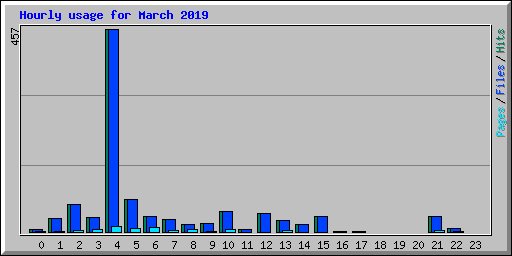 Hourly usage for March 2019
457
Pages/Files/Hits
0 1 2 3 4 5 6 7 8 9 10 11 12 13 14 15 16 17 18 19 20 21 22 23